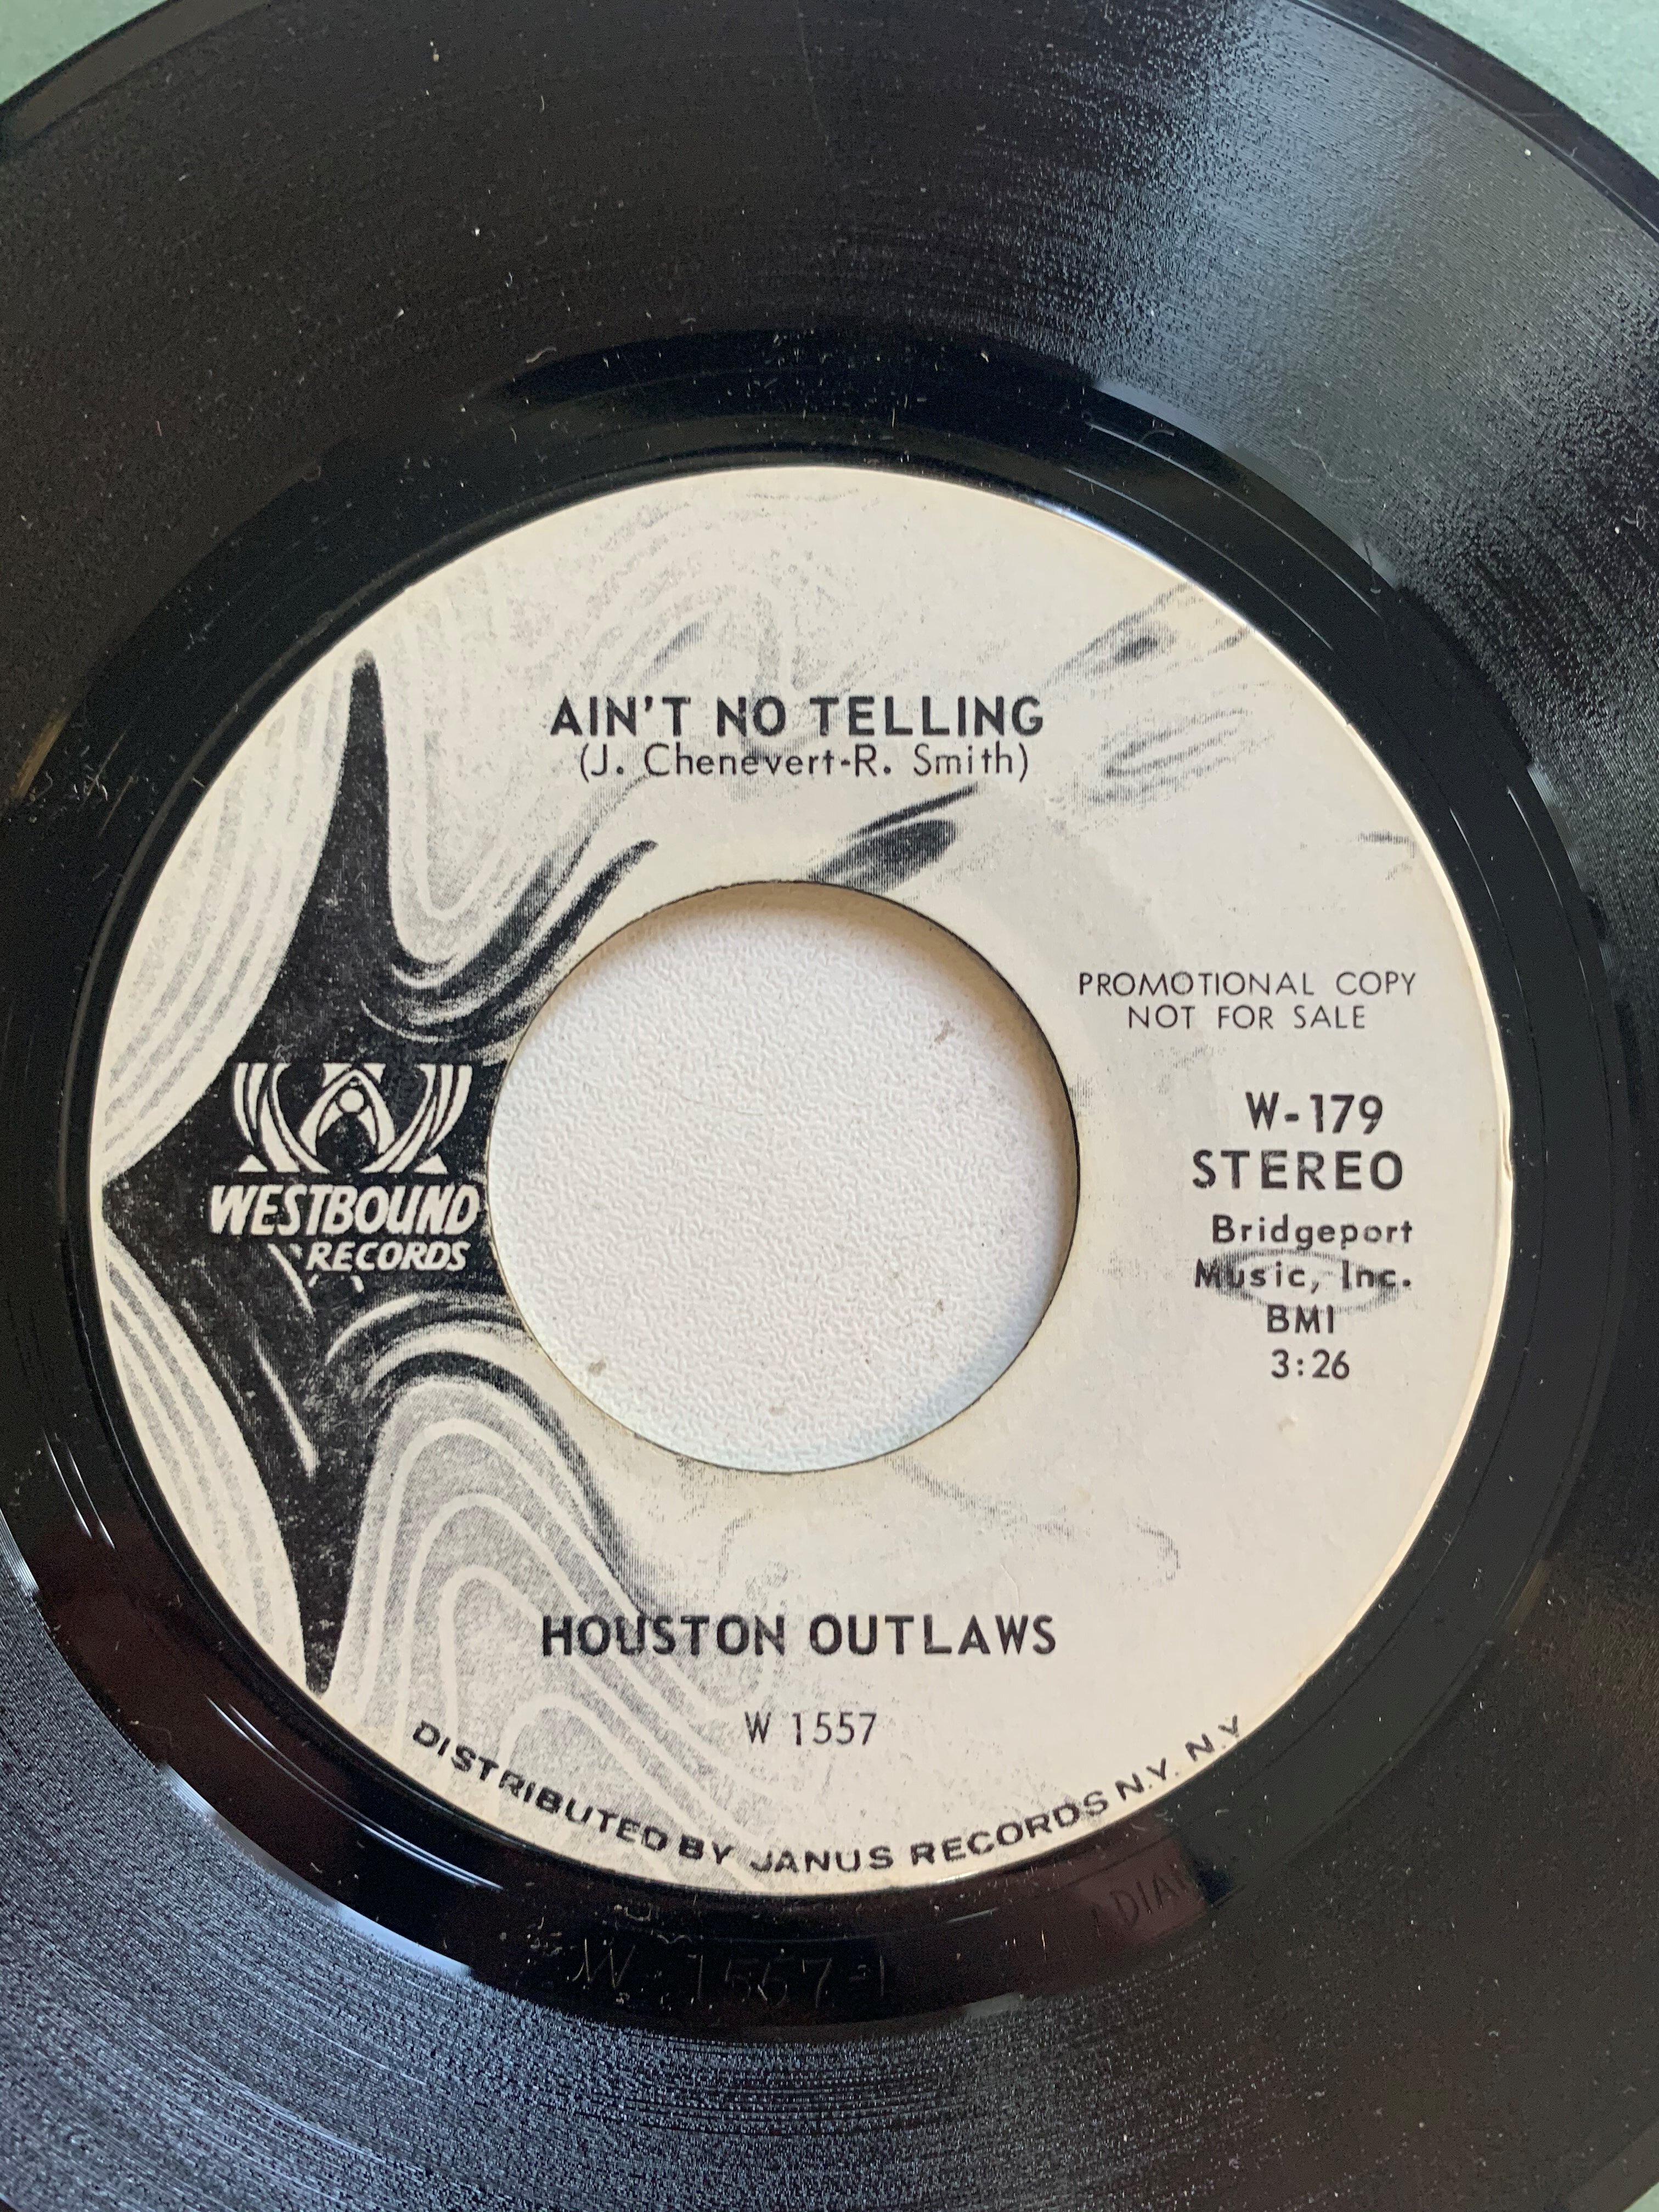 AIN'T NO TELLING
(J. Chenevert-R. Smith)
PROMOTIONAL COPY
NOT FOR SALE
W-179
STEREO
Bridgeport
Music, Inc.
BMI
3:26
WESTBOUND
RECORDS
HOUSTON OUTLAWS
W 1557
DISTRIBUTED BY JANUS RECORDS N.Y. N.Y
W-1557-1